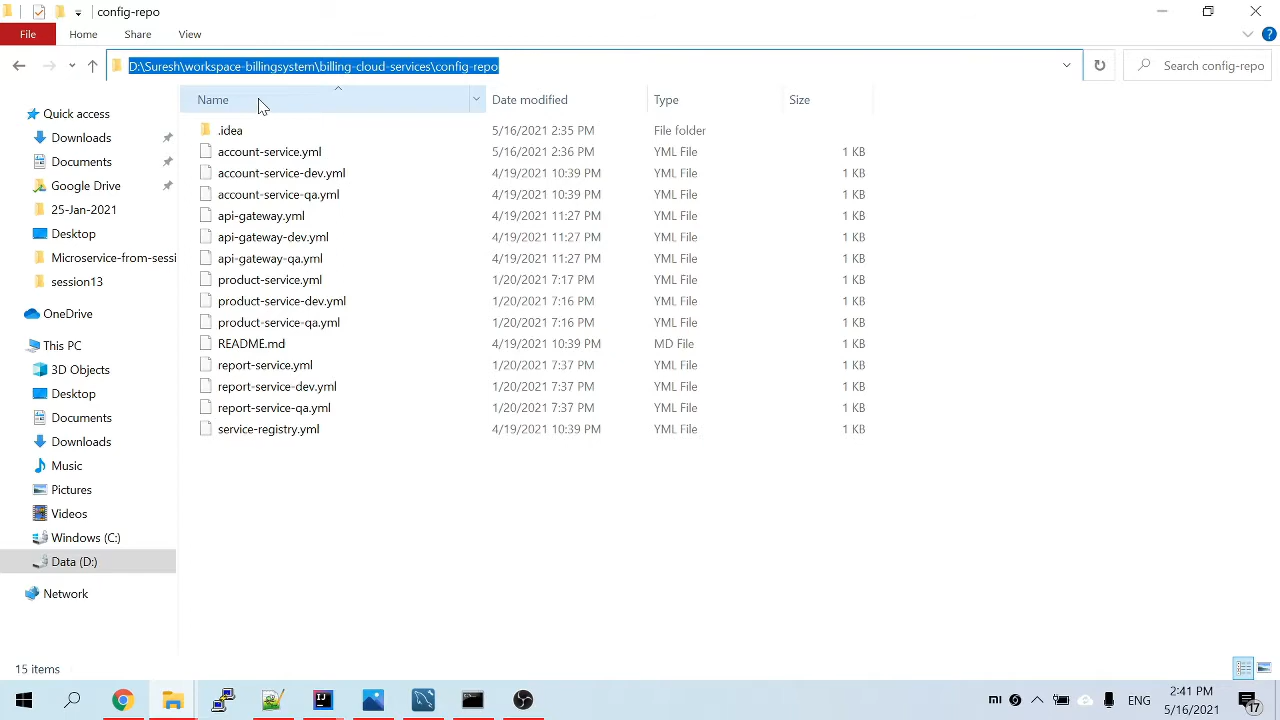 config-repo
File Home Share View
D:\Suresh\workspace-billingsystem\billing-cloud-services\config-repo
Search config-repo
Name Date modified Type Size
Quick access
Downloads
Documents
Google Drive
25-Jan-2021
Desktop
Microservice-from-sessi
session13
OneDrive
This PC
3D Objects
Desktop
Documents
Downloads
Music
Pictures
Videos
Windows (C:)
Data (D:)
Network
.idea 5/16/2021 2:35 PM File folder
account-service.yml 5/16/2021 2:36 PM YML File 1 KB
account-service-dev.yml 4/19/2021 10:39 PM YML File 1 KB
account-service-qa.yml 4/19/2021 10:39 PM YML File 1 KB
api-gateway.yml 4/19/2021 11:27 PM YML File 1 KB
api-gateway-dev.yml 4/19/2021 11:27 PM YML File 1 KB
api-gateway-qa.yml 4/19/2021 11:27 PM YML File 1 KB
product-service.yml 1/20/2021 7:17 PM YML File 1 KB
product-service-dev.yml 1/20/2021 7:16 PM YML File 1 KB
product-service-qa.yml 1/20/2021 7:16 PM YML File 1 KB
README.md 4/19/2021 10:39 PM MD File 1 KB
report-service.yml 1/20/2021 7:37 PM YML File 1 KB
report-service-dev.yml 1/20/2021 7:37 PM YML File 1 KB
report-service-qa.yml 1/20/2021 7:37 PM YML File 1 KB
service-registry.yml 4/19/2021 10:39 PM YML File 1 KB
15 items
ENG
2:41 PM
5/16/2021
17